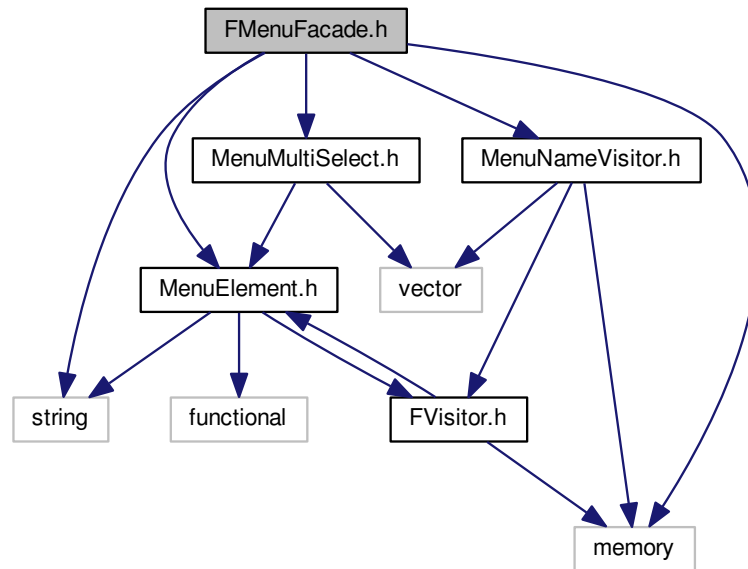 FMenuFacade.h
MenuMultiSelect.h
MenuNameVisitor.h
MenuElement.h
vector
string
functional
FVisitor.h
memory